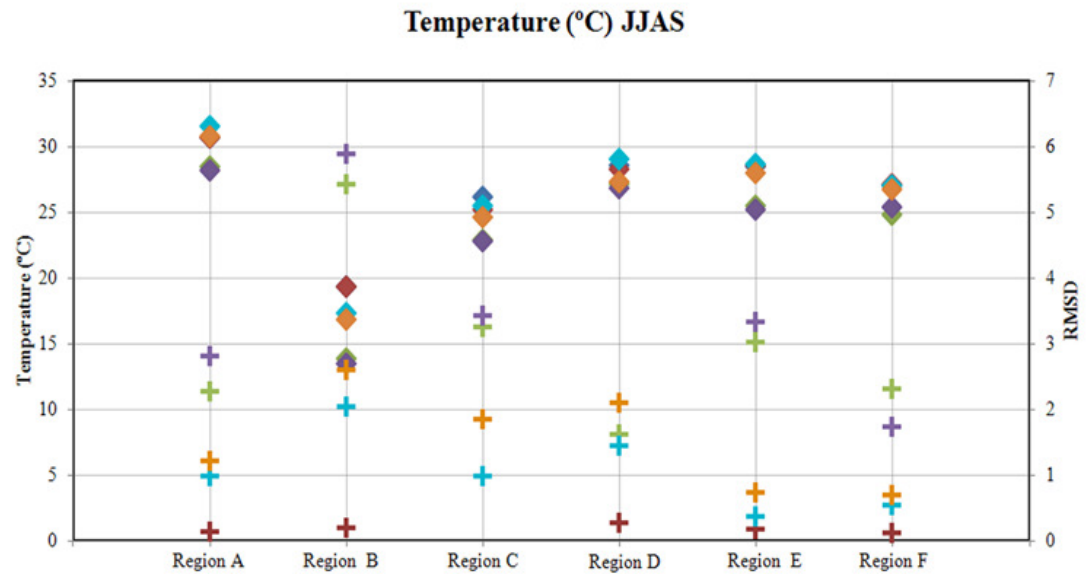 Temperature (ºC) JJAS
35
30
25
20
15
10
5
0
Temperature (ºC)
7
6
5
4
3
2
1
0
RMSD
Region A
Region B
Region C
Region D
Region E
Region F